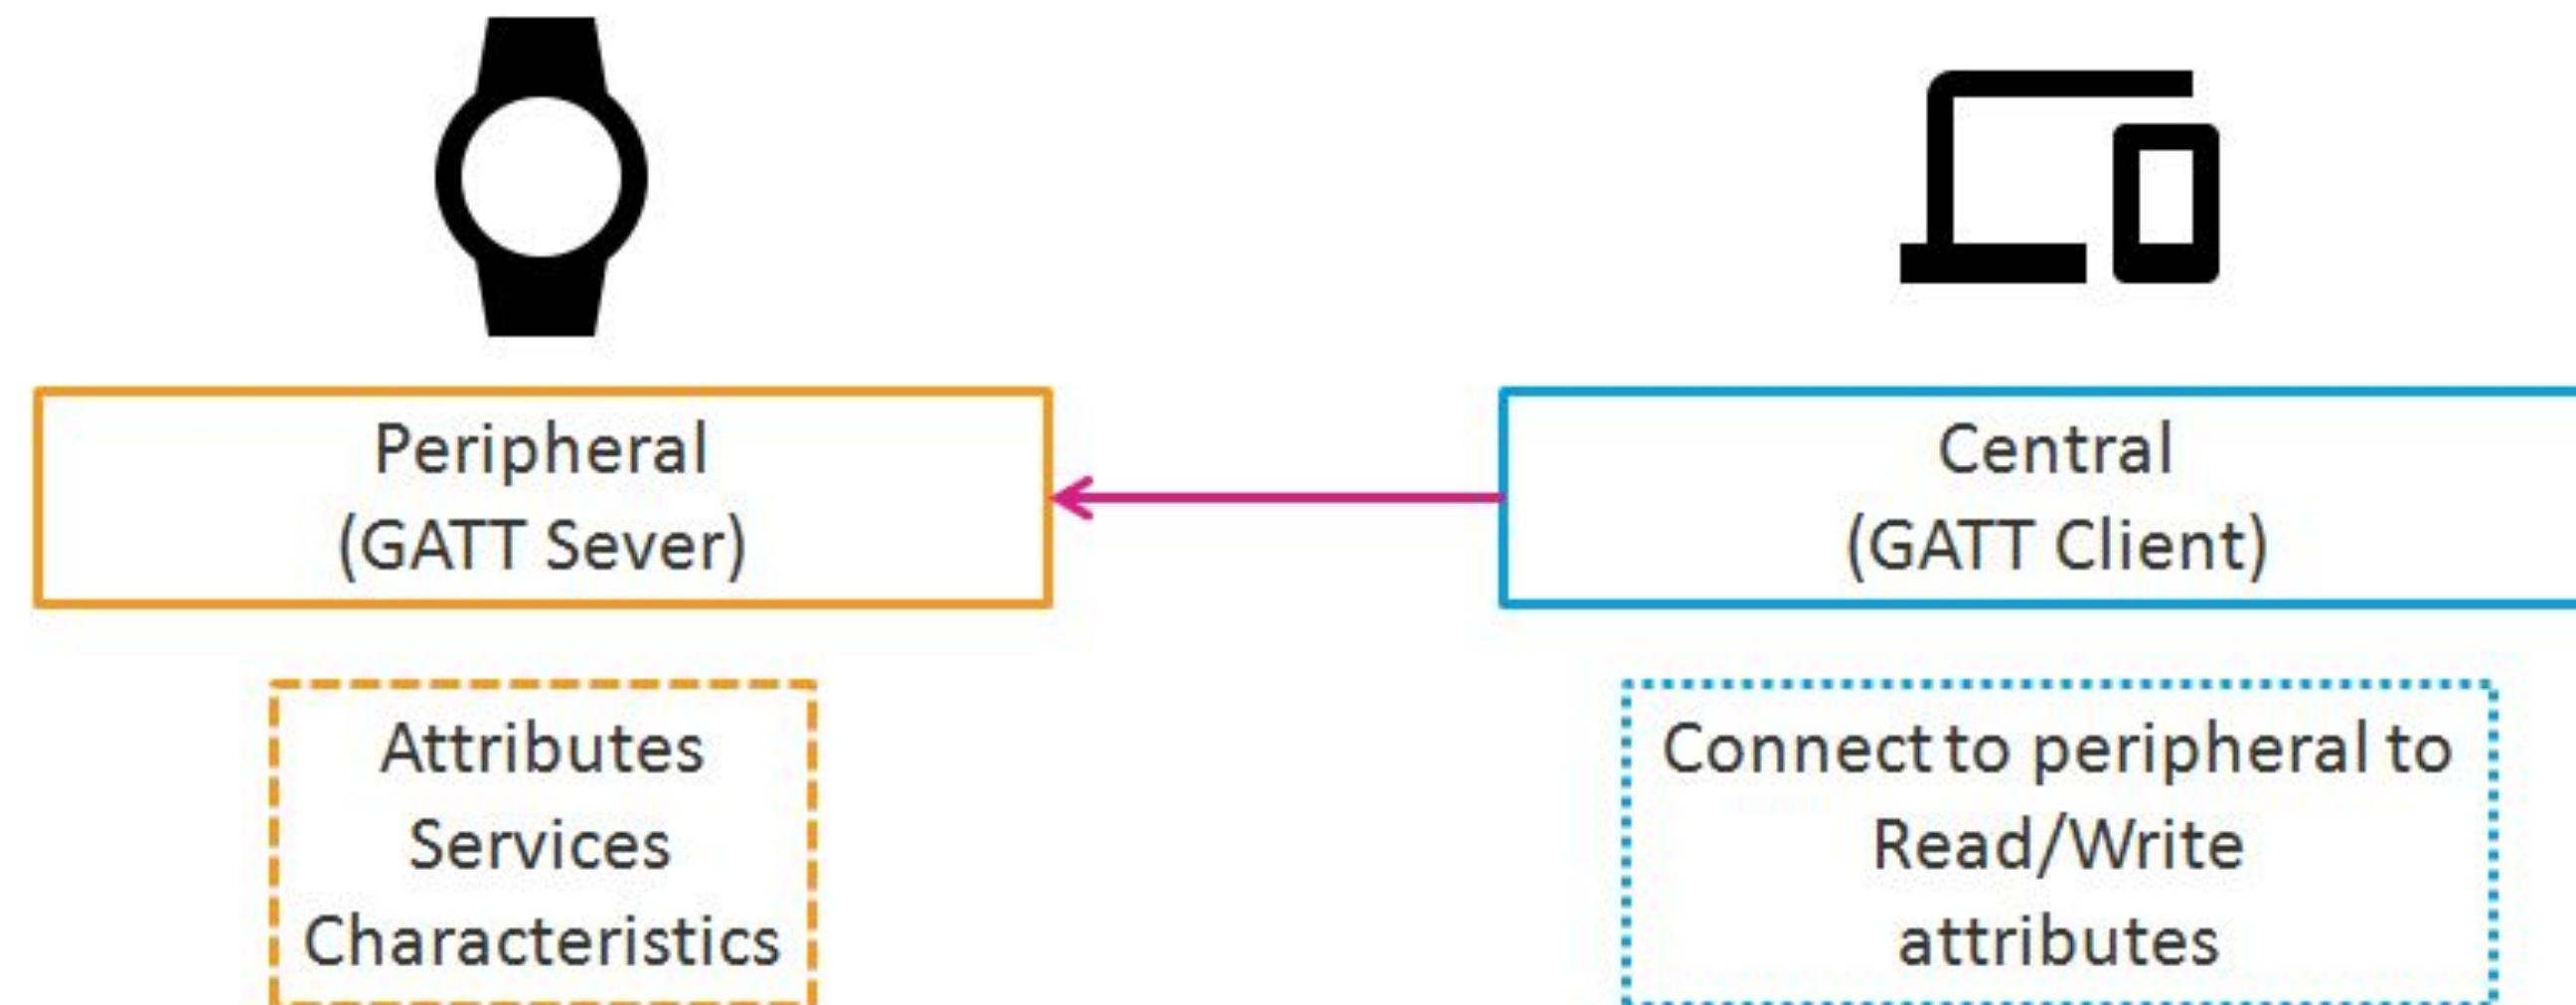 Peripheral
(GATT Sever)
Central
(GATT Client)
Attributes
Services
Characteristics
Connect to peripheral to
Read/Write
attributes